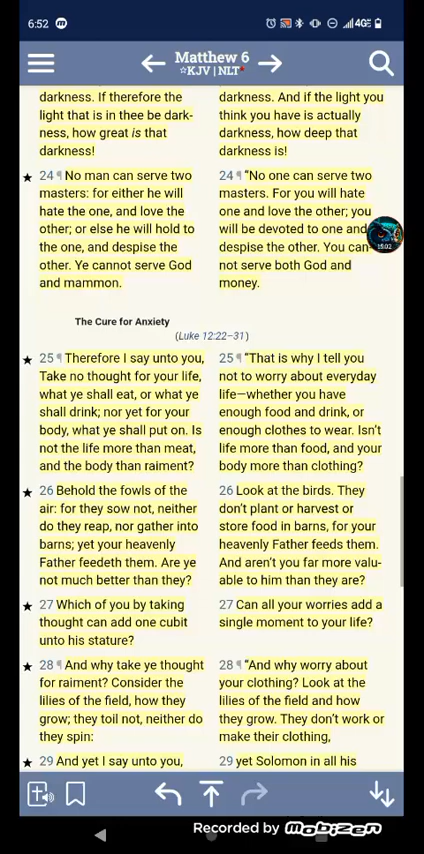 6:52
4GE
Matthew 6
☆KJV | NLT*
darkness. If therefore the
light that is in thee be dark-
ness, how great is that
darkness!
★ 24 ¶ No man can serve two
masters: for either he will
hate the one, and love the
other; or else he will hold to
the one, and despise the
other. Ye cannot serve God
and mammon.
darkness. And if the light you
think you have is actually
darkness, how deep that
darkness is!
24 ¶ “No one can serve two
masters. For you will hate
one and love the other; you
will be devoted to one and
despise the other. You can-
not serve both God and
money.
15:02
The Cure for Anxiety
(Luke 12:22–31)
★ 25 ¶ Therefore I say unto you,
Take no thought for your life,
what ye shall eat, or what ye
shall drink; nor yet for your
body, what ye shall put on. Is
not the life more than meat,
and the body than raiment?
★ 26 Behold the fowls of the
air: for they sow not, neither
do they reap, nor gather into
barns; yet your heavenly
Father feedeth them. Are ye
not much better than they?
★ 27 Which of you by taking
thought can add one cubit
unto his stature?
★ 28 ¶ And why take ye thought
for raiment? Consider the
lilies of the field, how they
grow; they toil not, neither do
they spin:
★ 29 And yet I say unto you,
25 ¶ “That is why I tell you
not to worry about everyday
life—whether you have
enough food and drink, or
enough clothes to wear. Isn’t
life more than food, and your
body more than clothing?
26 Look at the birds. They
don’t plant or harvest or
store food in barns, for your
heavenly Father feeds them.
And aren’t you far more valu-
able to him than they are?
27 Can all your worries add a
single moment to your life?
28 ¶ “And why worry about
your clothing? Look at the
lilies of the field and how
they grow. They don’t work or
make their clothing,
29 yet Solomon in all his
Recorded by Mobizen